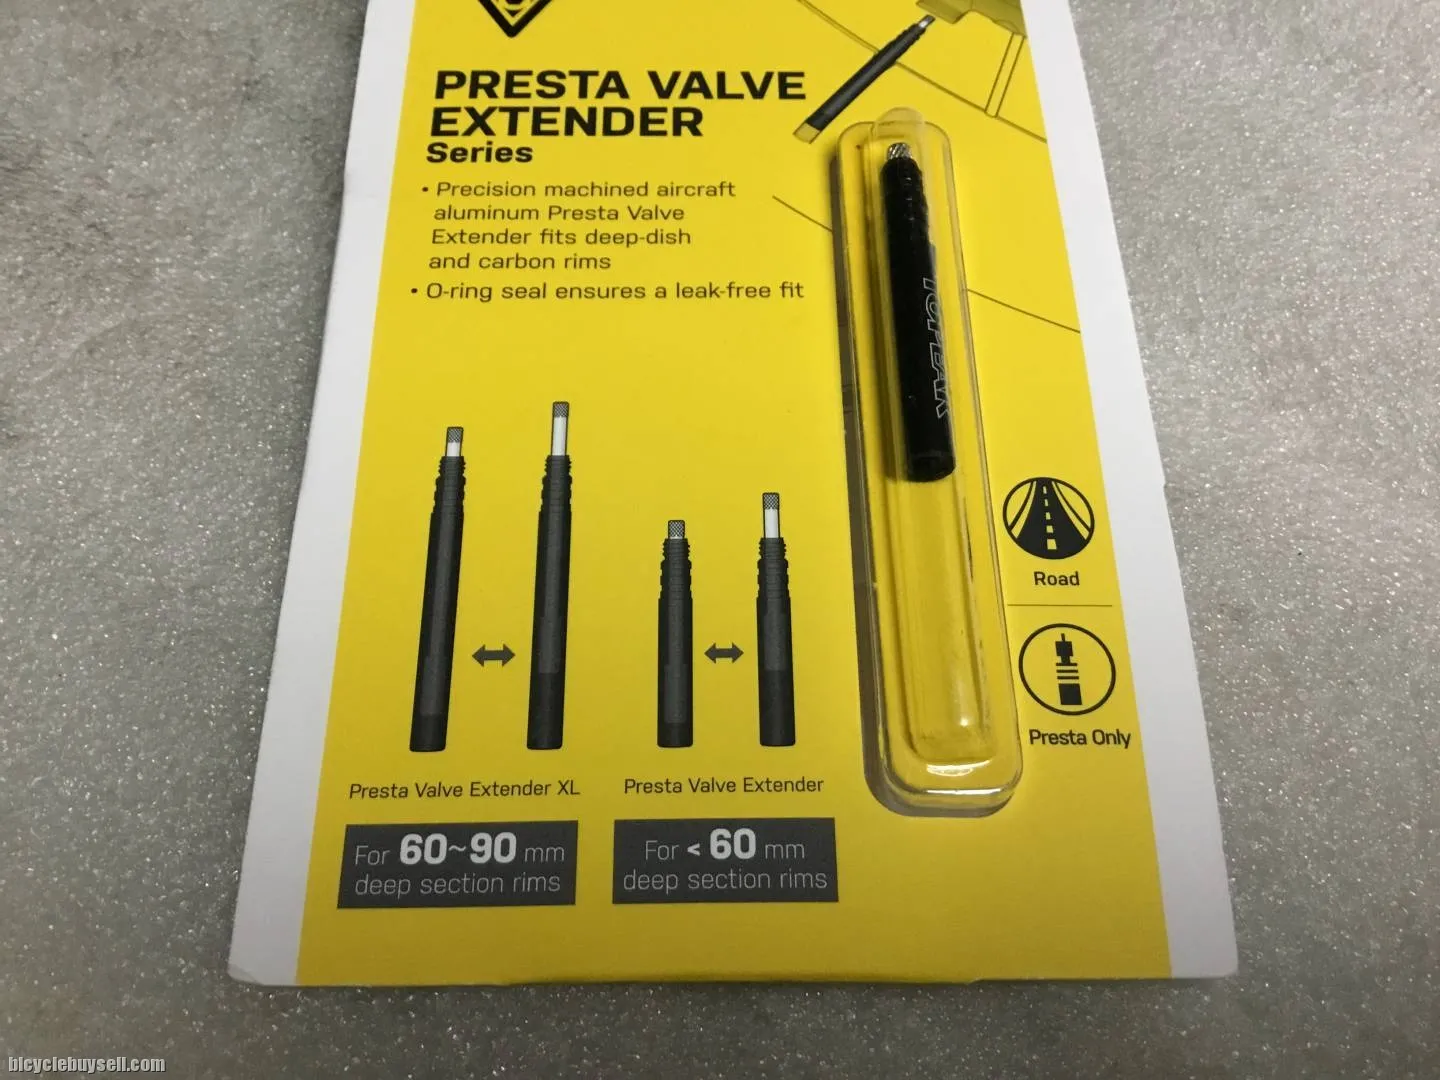 PRESTA VALVE
EXTENDER
Series
• Precision machined aircraft
aluminum Presta Valve
Extender fits deep-dish
and carbon rims
• O-ring seal ensures a leak-free fit
TOPEAK
Road
Presta Only
Presta Valve Extender XL
For 60~90 mm
deep section rims
Presta Valve Extender
For < 60 mm
deep section rims
bicyclebuysell.com